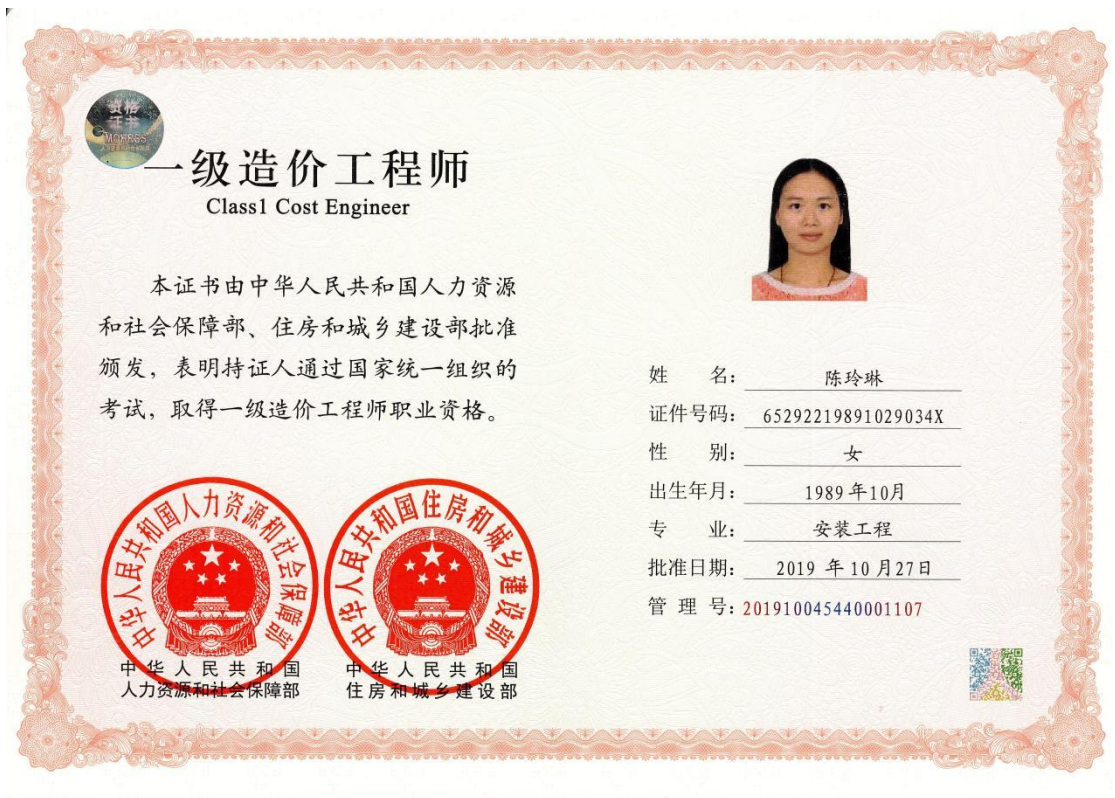 资格
证书
MOHRSS
一级造价工程师
Class1 Cost Engineer
本证书由中华人民共和国人力资源
和社会保障部、住房和城乡建设部批准
颁发，表明持证人通过国家统一组织的
考试，取得一级造价工程师职业资格。
姓 名： 陈玲琳
证件号码： 65292219891029034X
性 别： 女
出生年月： 1989年10月
专 业： 安装工程
批准日期： 2019 年 10 月27日
管 理 号：201910045440001107
中华人民共和国人力资源和社会保障部
中华人民共和国住房和城乡建设部
中华人民共和国
人力资源和社会保障部
中华人民共和国
住房和城乡建设部